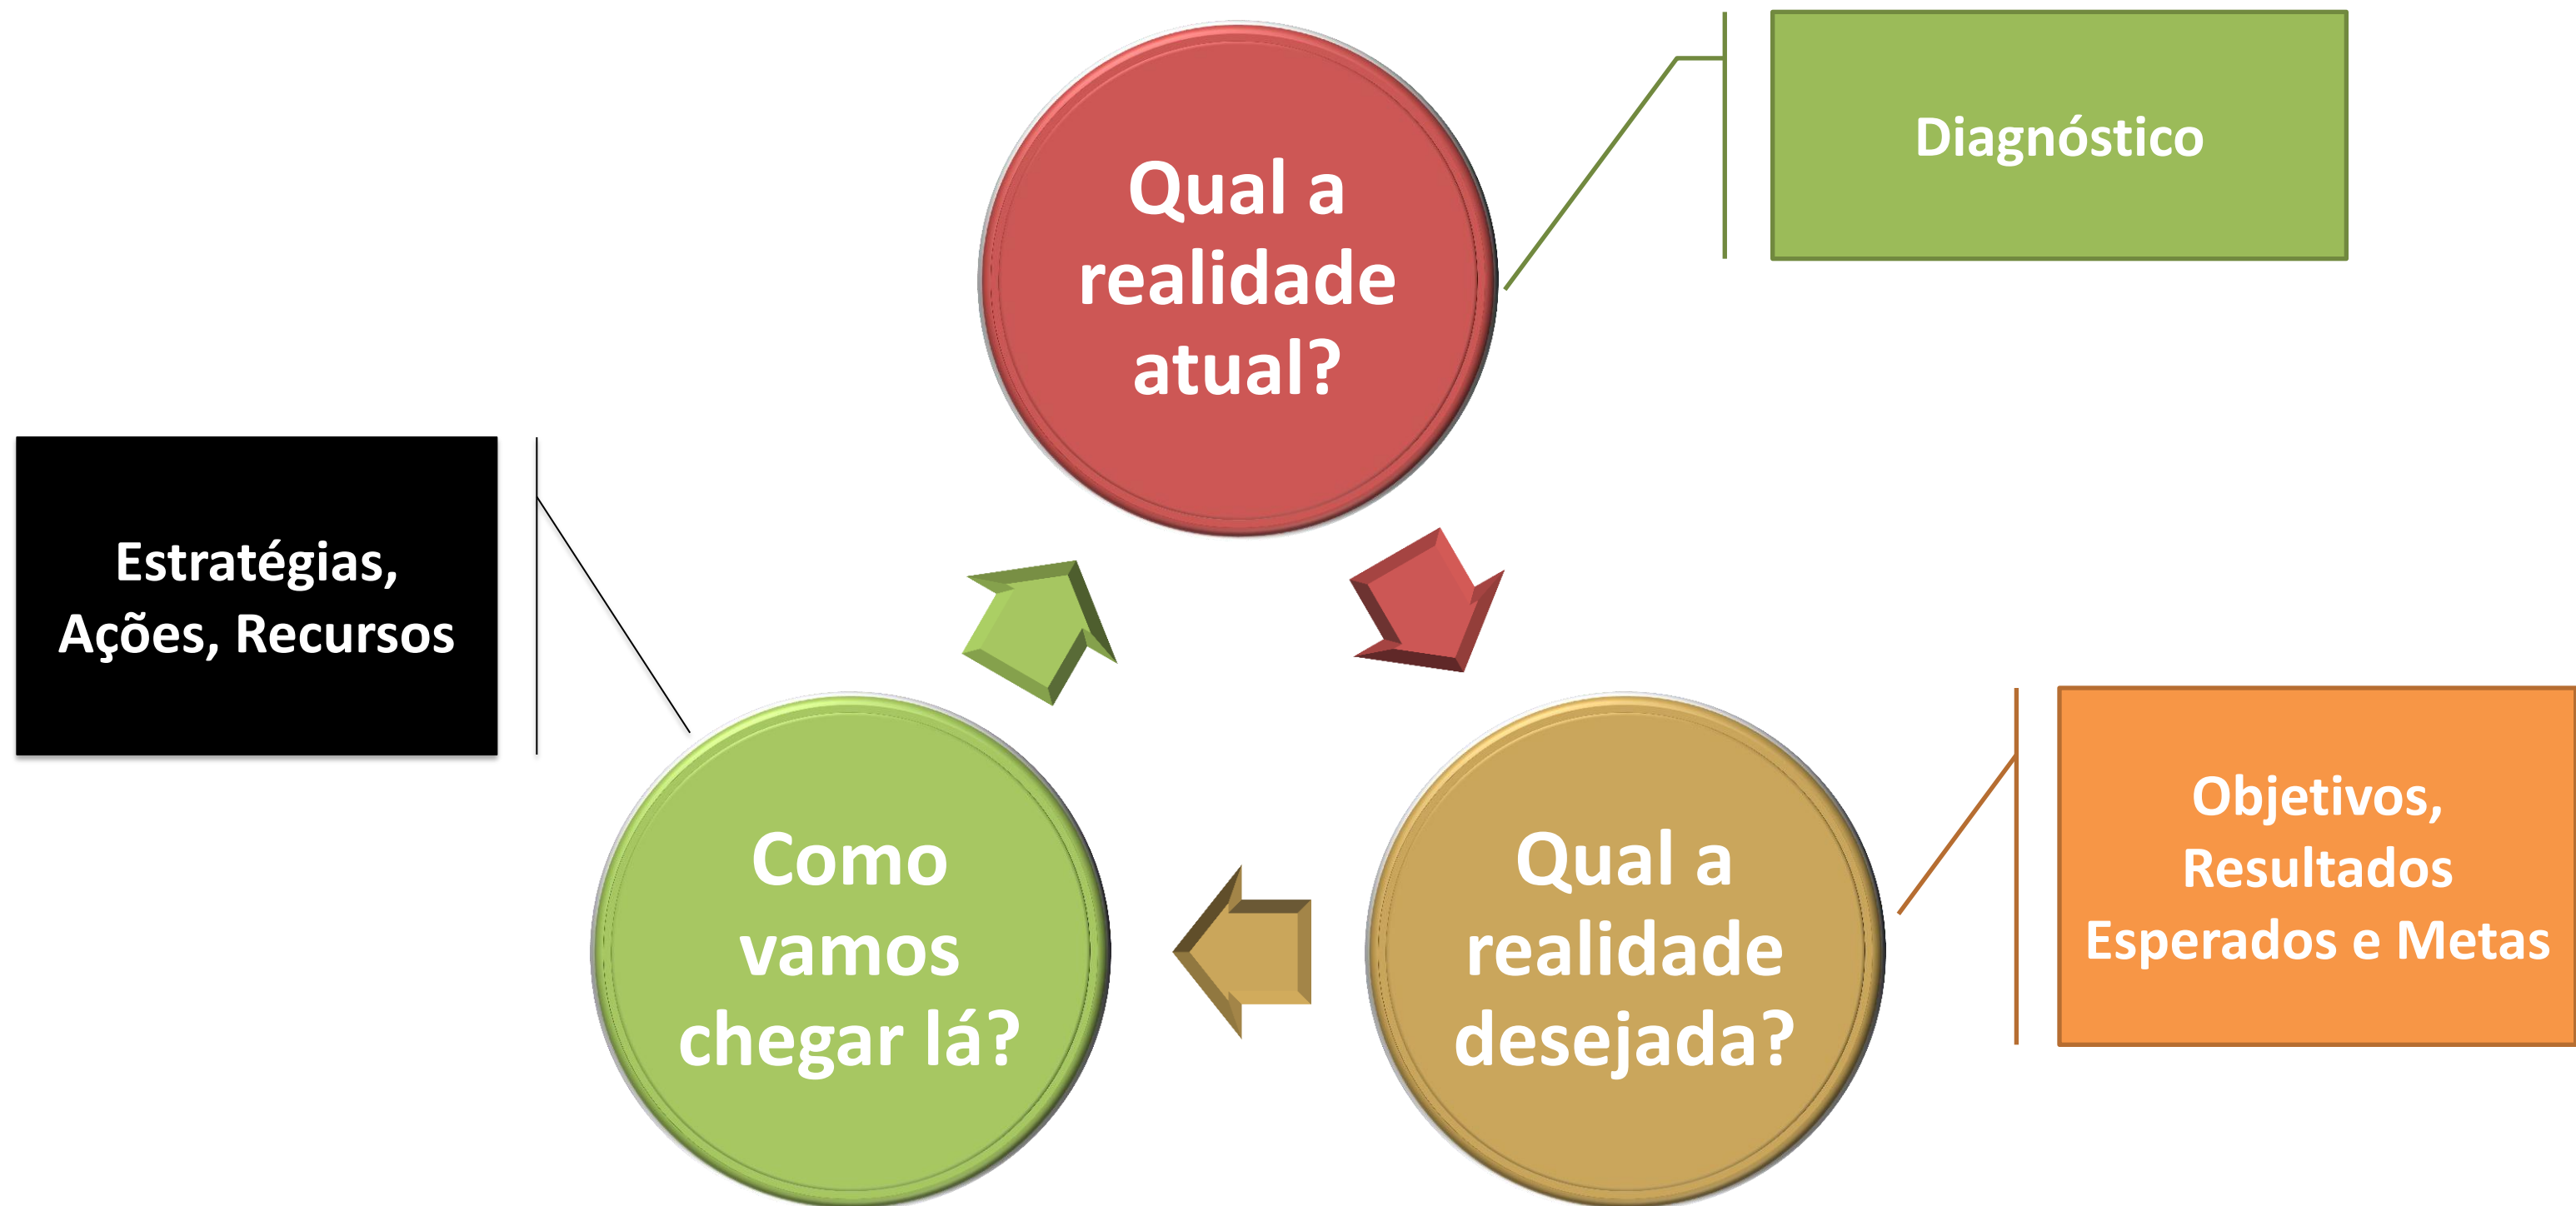 Qual a
realidade
atual?
Diagnóstico
Estratégias,
Ações, Recursos
Como
vamos
chegar lá?
Qual a
realidade
desejada?
Objetivos,
Resultados
Esperados e Metas